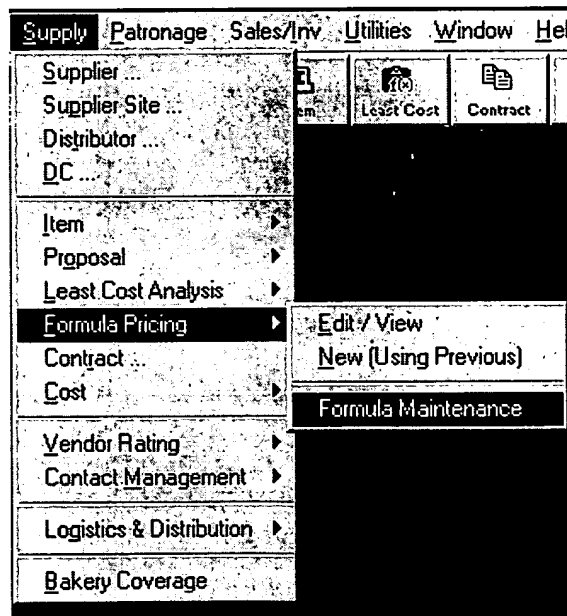 Supply Patronage Sales/Inv Utilities Window Hel
Supplier ...
Supplier Site ...
Distributor ...
DC ...
em Least Cost Contract
Item
Proposal
Least Cost Analysis
Formula Pricing
Contract ...
Cost
Vendor Rating
Contact Management
Logistics & Distribution
Bakery Coverage
Edit / View
New (Using Previous)
Formula Maintenance